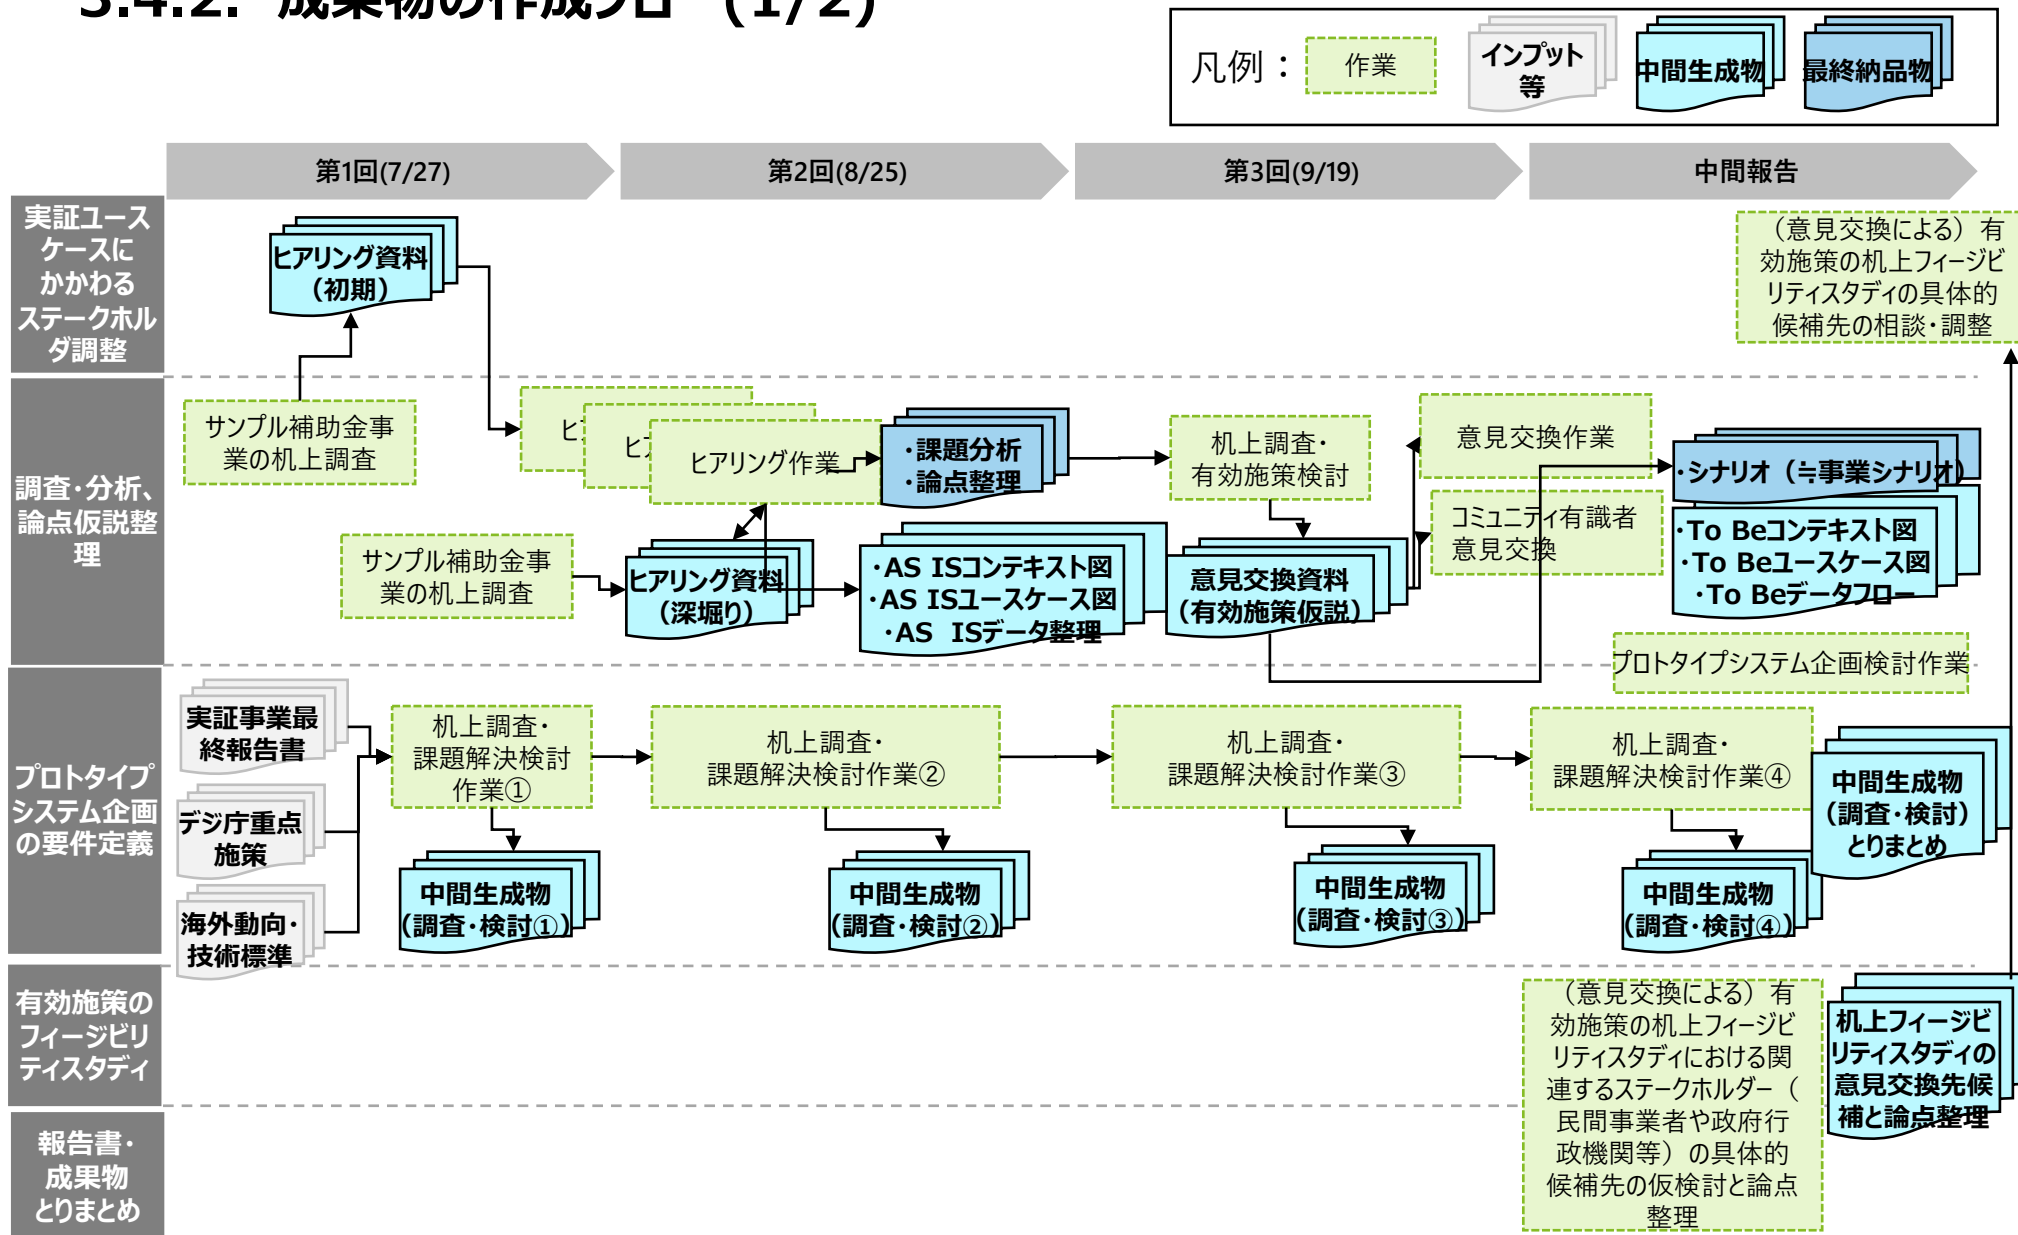 3.4.2. 成果物の作成フロー (1/2)
凡例：
作業
インプット
等
中間生成物
最終納品物
第1回(7/27)
第2回(8/25)
第3回(9/19)
中間報告
実証ユース
ケースに
かかわる
ステークホル
ダ調整
ヒアリング資料
（初期）
（意見交換による）有
効施策の机上フィージビ
リティスタディの具体的
候補先の相談・調整
調査・分析、
論点仮説整
理
サンプル補助金事
業の机上調査
ヒ
ヒ
ヒアリング作業
・課題分析
・論点整理
机上調査・
有効施策検討
意見交換作業
・シナリオ（≒事業シナリオ）
サンプル補助金事
業の机上調査
ヒアリング資料
（深堀り）
・AS ISコンテキスト図
・AS ISユースケース図
・AS ISデータ整理
意見交換資料
（有効施策仮説）
コミュニティ有識者
意見交換
・To Beコンテキスト図
・To Beユースケース図
・To Beデータフロー
プロトタイプシステム企画検討作業
プロトタイプ
システム企画
の要件定義
実証事業最
終報告書
デジ庁重点
施策
海外動向・
技術標準
机上調査・
課題解決検討
作業①
机上調査・
課題解決検討作業②
机上調査・
課題解決検討作業③
机上調査・
課題解決検討作業④
中間生成物
（調査・検討）
とりまとめ
中間生成物
（調査・検討①）
中間生成物
（調査・検討②）
中間生成物
（調査・検討③）
中間生成物
（調査・検討④）
有効施策の
フィージビリ
ティスタディ
（意見交換による）有
効施策の机上フィージビ
リティスタディにおける関
連するステークホルダー（
民間事業者や政府行
政機関等）の具体的
候補先の仮検討と論点
整理
机上フィージビ
リティスタディの
意見交換先候
補と論点整理
報告書・
成果物
とりまとめ